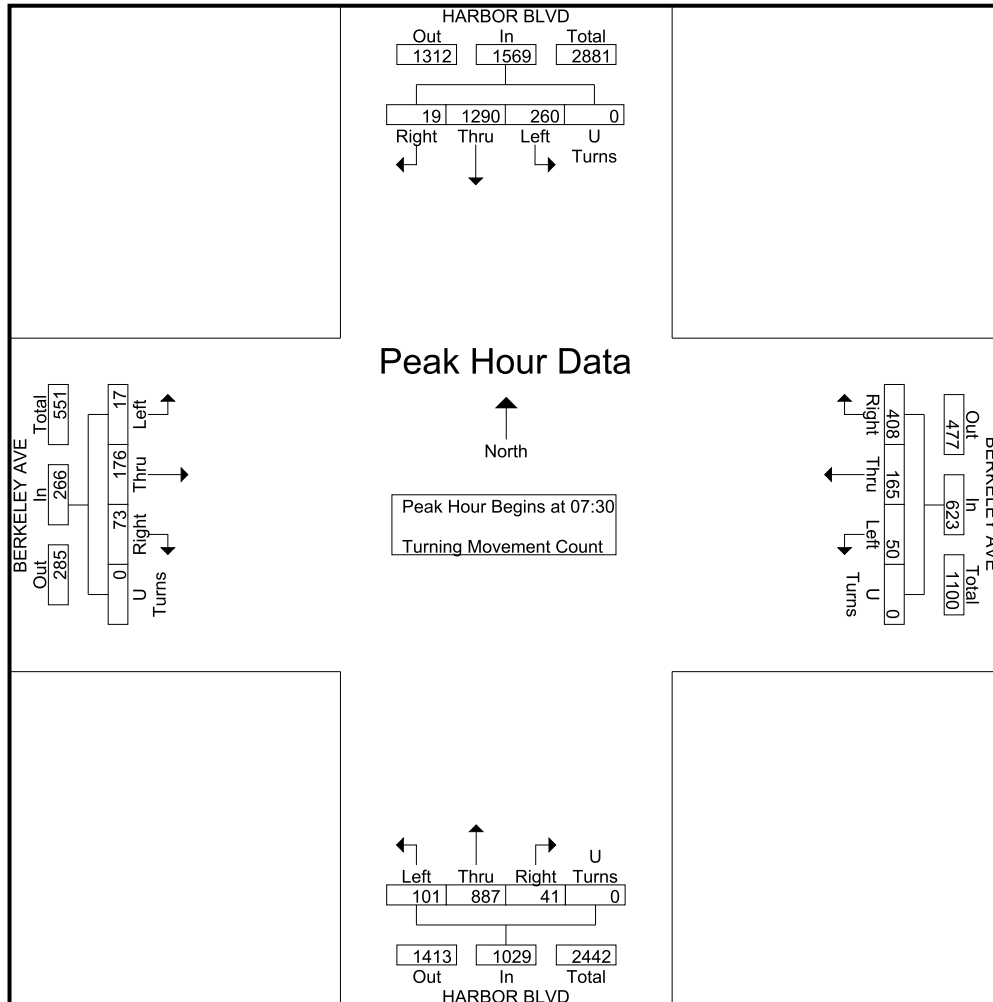 HARBOR BLVD
Out In Total
1312 1569 2881
19 1290 260 0
Right Thru Left U
Turns
Peak Hour Data
North
Peak Hour Begins at 07:30
Turning Movement Count
BERKELEY AVE
Total In Out
551 266 285
17 176 73 0
Left Thru Right U
Turns
BERKELEY AVE
Out In Total
477 623 1100
408 165 50 0
Right Thru Left U
Turns
U
Left Thru Right Turns
101 887 41 0
1413 1029 2442
Out In Total
HARBOR BLVD